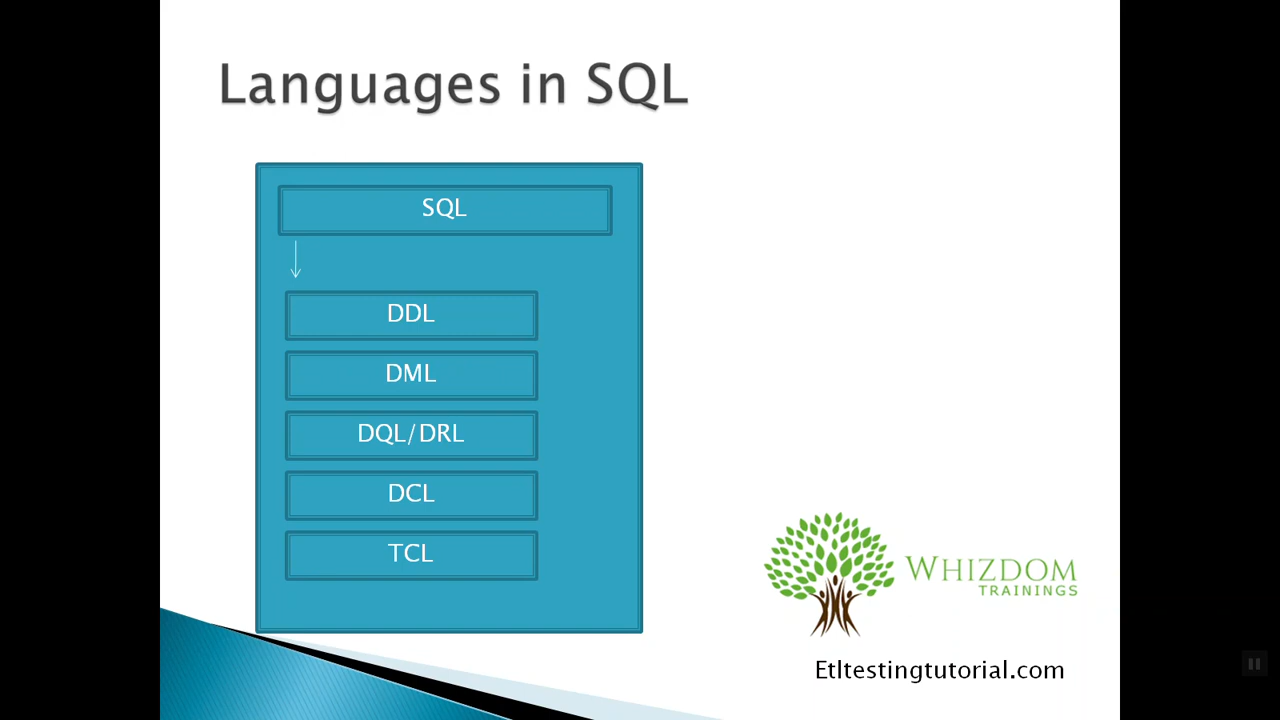 Languages in SQL
SQL
DDL
DML
DQL/DRL
DCL
TCL
WHIZDOM
TRAININGS
Etltestingtutorial.com